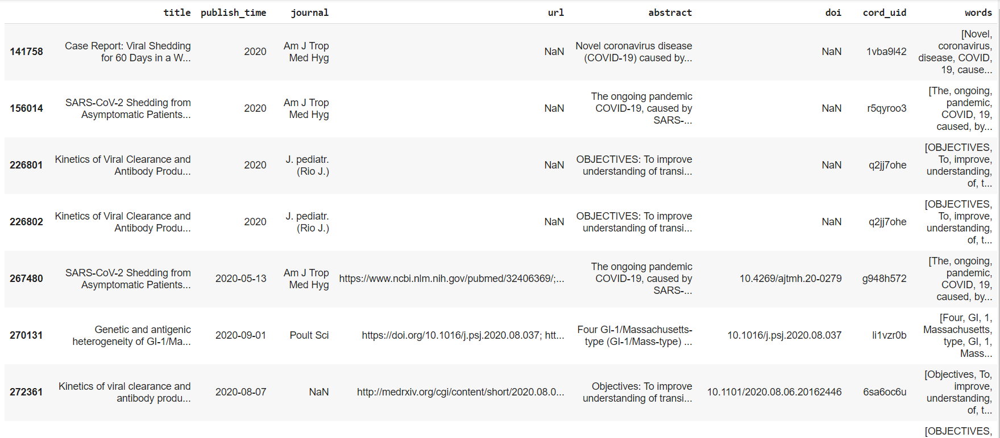 title publish_time journal url abstract doi cord_uid words
141758 Case Report: Viral Shedding for 60 Days in a W... 2020 Am J Trop Med Hyg NaN Novel coronavirus disease (COVID-19) caused by... NaN 1vba9l42 [Novel, coronavirus, disease, COVID, 19, cause...
156014 SARS-CoV-2 Shedding from Asymptomatic Patients... 2020 Am J Trop Med Hyg NaN The ongoing pandemic COVID-19, caused by SARS-... NaN r5qyroo3 [The, ongoing, pandemic, COVID, 19, caused, by...
226801 Kinetics of Viral Clearance and Antibody Produ... 2020 J. pediatr. (Rio J.) NaN OBJECTIVES: To improve understanding of transi... NaN q2jj7ohe [OBJECTIVES, To, improve, understanding, of, t...
226802 Kinetics of Viral Clearance and Antibody Produ... 2020 J. pediatr. (Rio J.) NaN OBJECTIVES: To improve understanding of transi... NaN q2jj7ohe [OBJECTIVES, To, improve, understanding, of, t...
267480 SARS-CoV-2 Shedding from Asymptomatic Patients... 2020-05-13 Am J Trop Med Hyg https://www.ncbi.nlm.nih.gov/pubmed/32406369/;... The ongoing pandemic COVID-19, caused by SARS-... 10.4269/ajtmh.20-0279 g948h572 [The, ongoing, pandemic, COVID, 19, caused, by...
270131 Genetic and antigenic heterogeneity of GI-1/Ma... 2020-09-01 Poult Sci https://doi.org/10.1016/j.psj.2020.08.037; htt... Four GI-1/Massachusetts-type (GI-1/Mass-type) ... 10.1016/j.psj.2020.08.037 li1vzr0b [Four, GI, 1, Massachusetts, type, GI, 1, Mass...
272361 Kinetics of viral clearance and antibody produ... 2020-08-07 NaN http://medrxiv.org/cgi/content/short/2020.08.0... Objectives: To improve understanding of transi... 10.1101/2020.08.06.20162446 6sa6oc6u [Objectives, To, improve, understanding, of, t...
[OBJECTIVES,